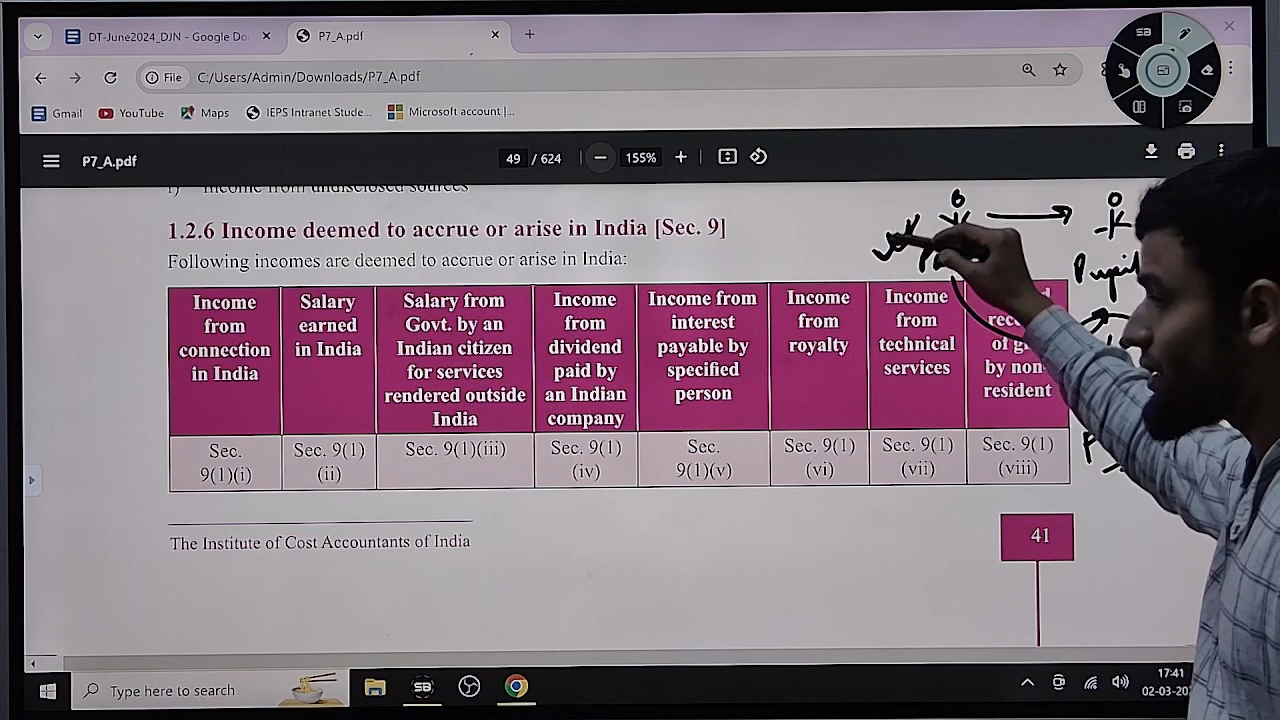 DT-June2024_DJN - Google Do
P7_A.pdf
File C:/Users/Admin/Downloads/P7_A.pdf
Gmail YouTube Maps IEPS Intranet Stude... Microsoft account |...
P7_A.pdf 49 / 624 155%
1.2.6 Income deemed to accrue or arise in India [Sec. 9]
Following incomes are deemed to accrue or arise in India:
Income from connection in India
Salary earned in India
Salary from Govt. by an Indian citizen for services rendered outside India
Income from dividend paid by an Indian company
Income from interest payable by specified person
Income from royalty
Income from technical services
by non-
resident
Sec. 9(1)(i)
Sec. 9(1) (ii)
Sec. 9(1)(iii)
Sec. 9(1) (iv)
Sec. 9(1)(v)
Sec. 9(1) (vi)
Sec. 9(1) (vii)
Sec. 9(1) (viii)
The Institute of Cost Accountants of India
41
Type here to search
SB
17:41
02-03-20